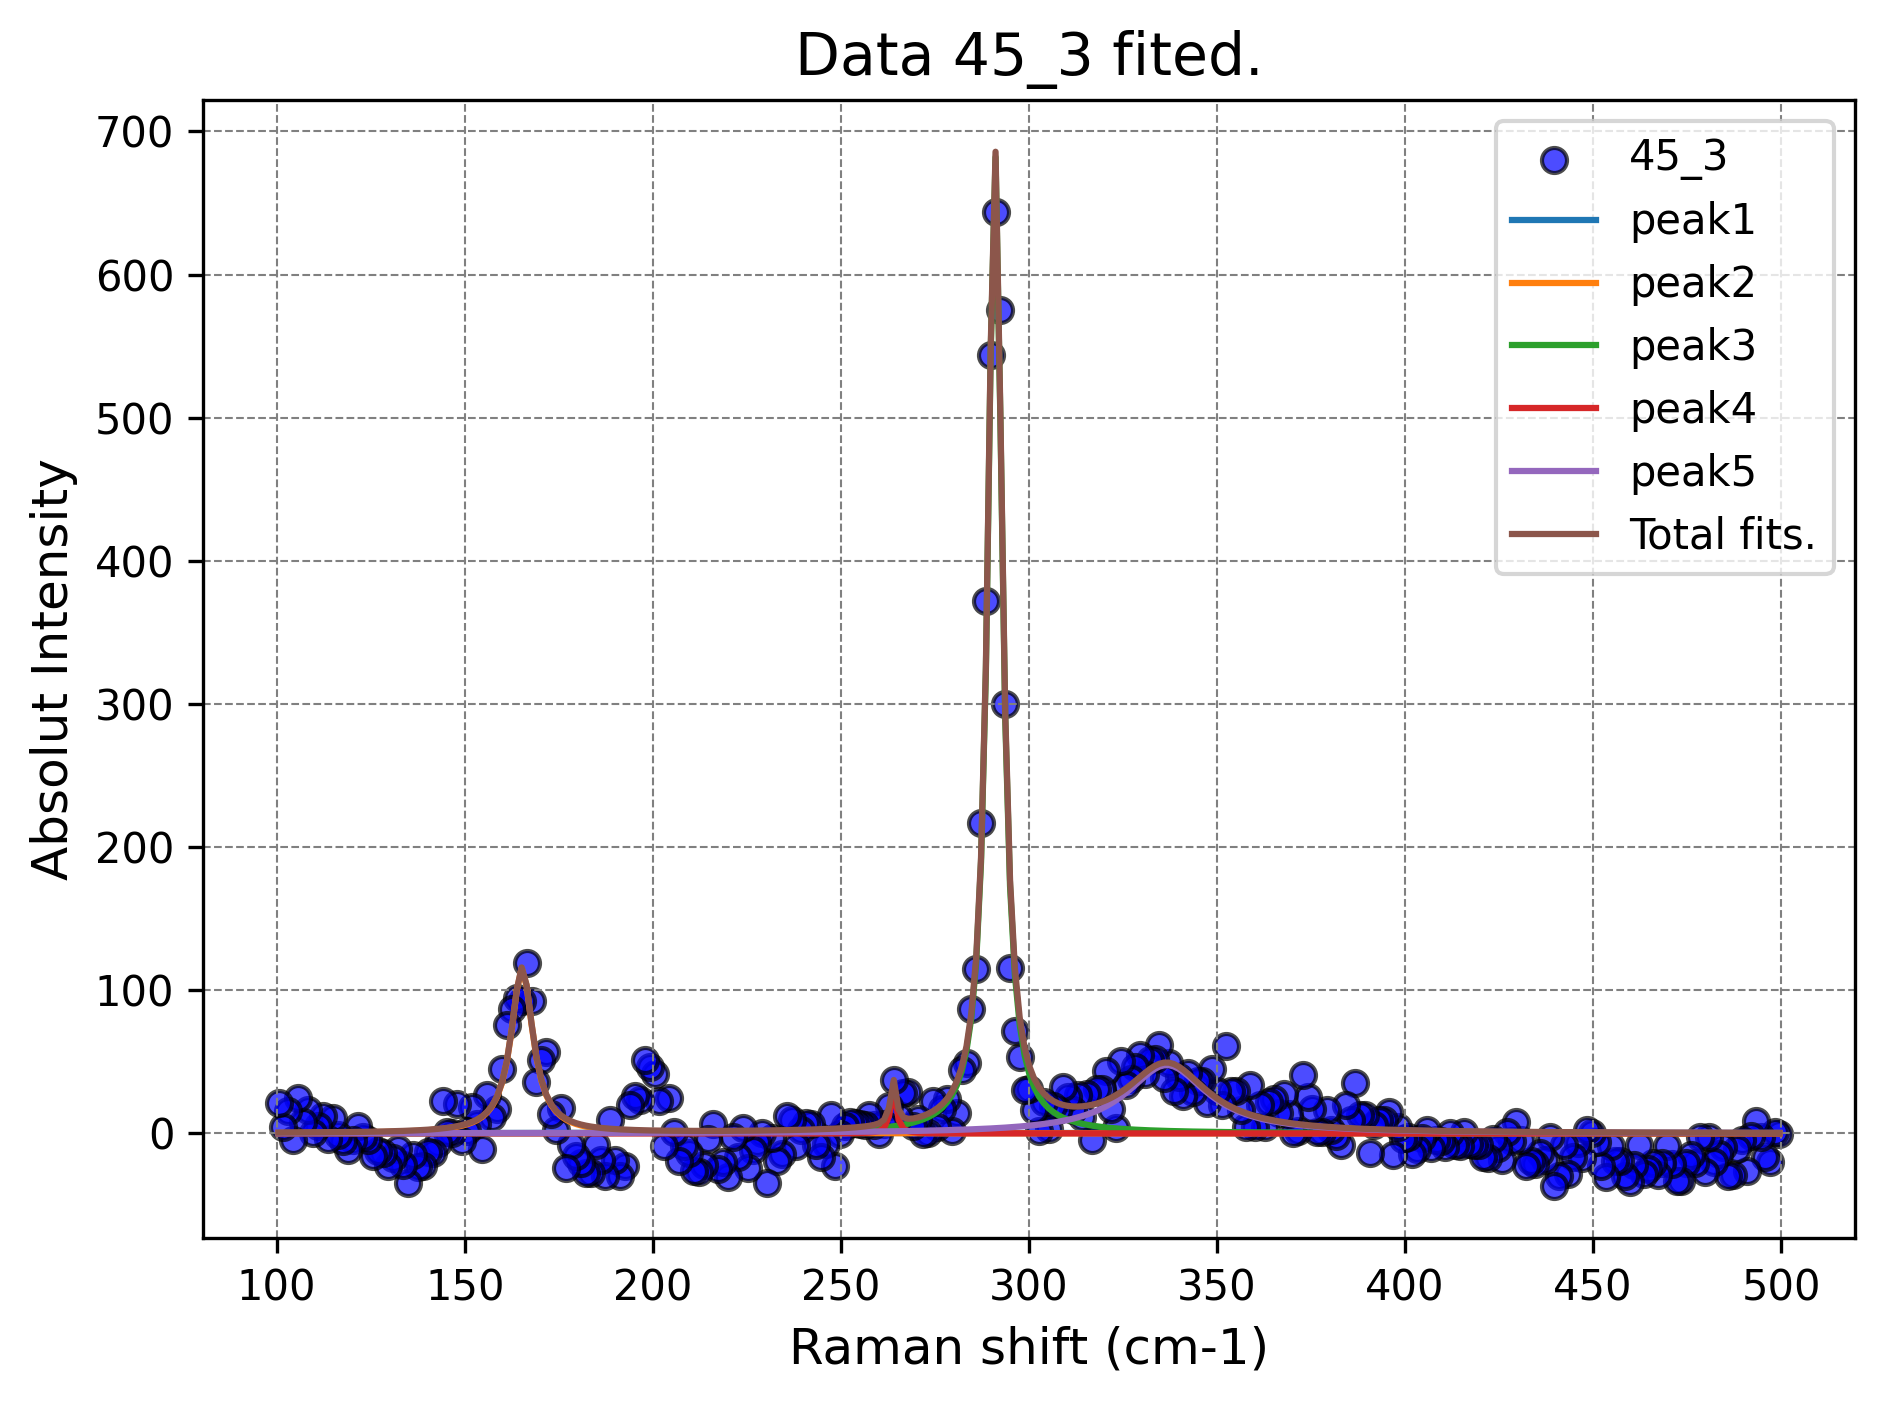 Data 45_3 fited.
700
600
500
400
300
200
100
0
Absolut Intensity
45_3
peak1
peak2
peak3
peak4
peak5
Total fits.
100 150 200 250 300 350 400 450 500
Raman shift (cm-1)